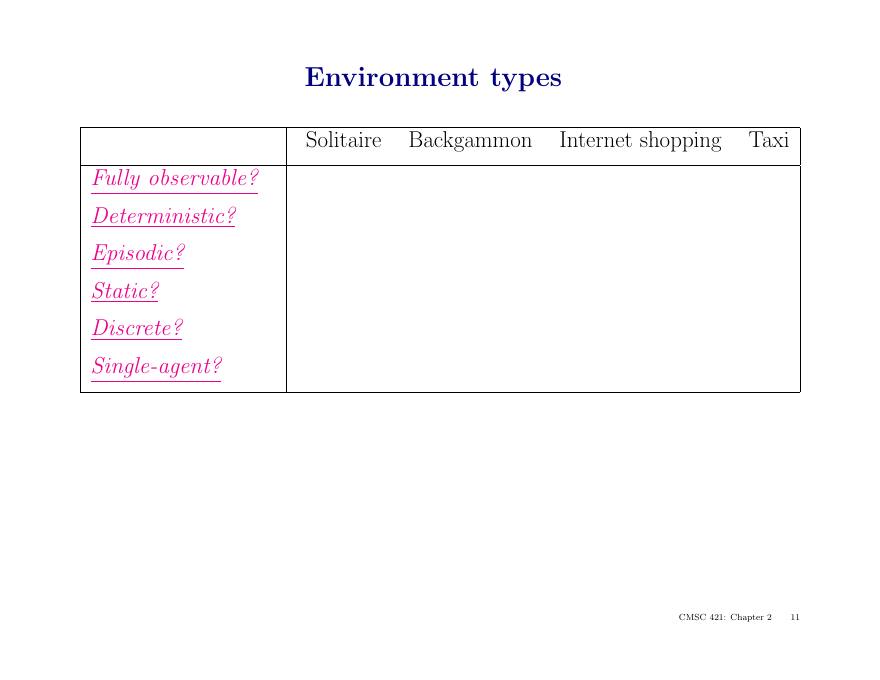 Environment types
Solitaire Backgammon Internet shopping Taxi
Fully observable?
Deterministic?
Episodic?
Static?
Discrete?
Single-agent?
CMSC 421: Chapter 2 11